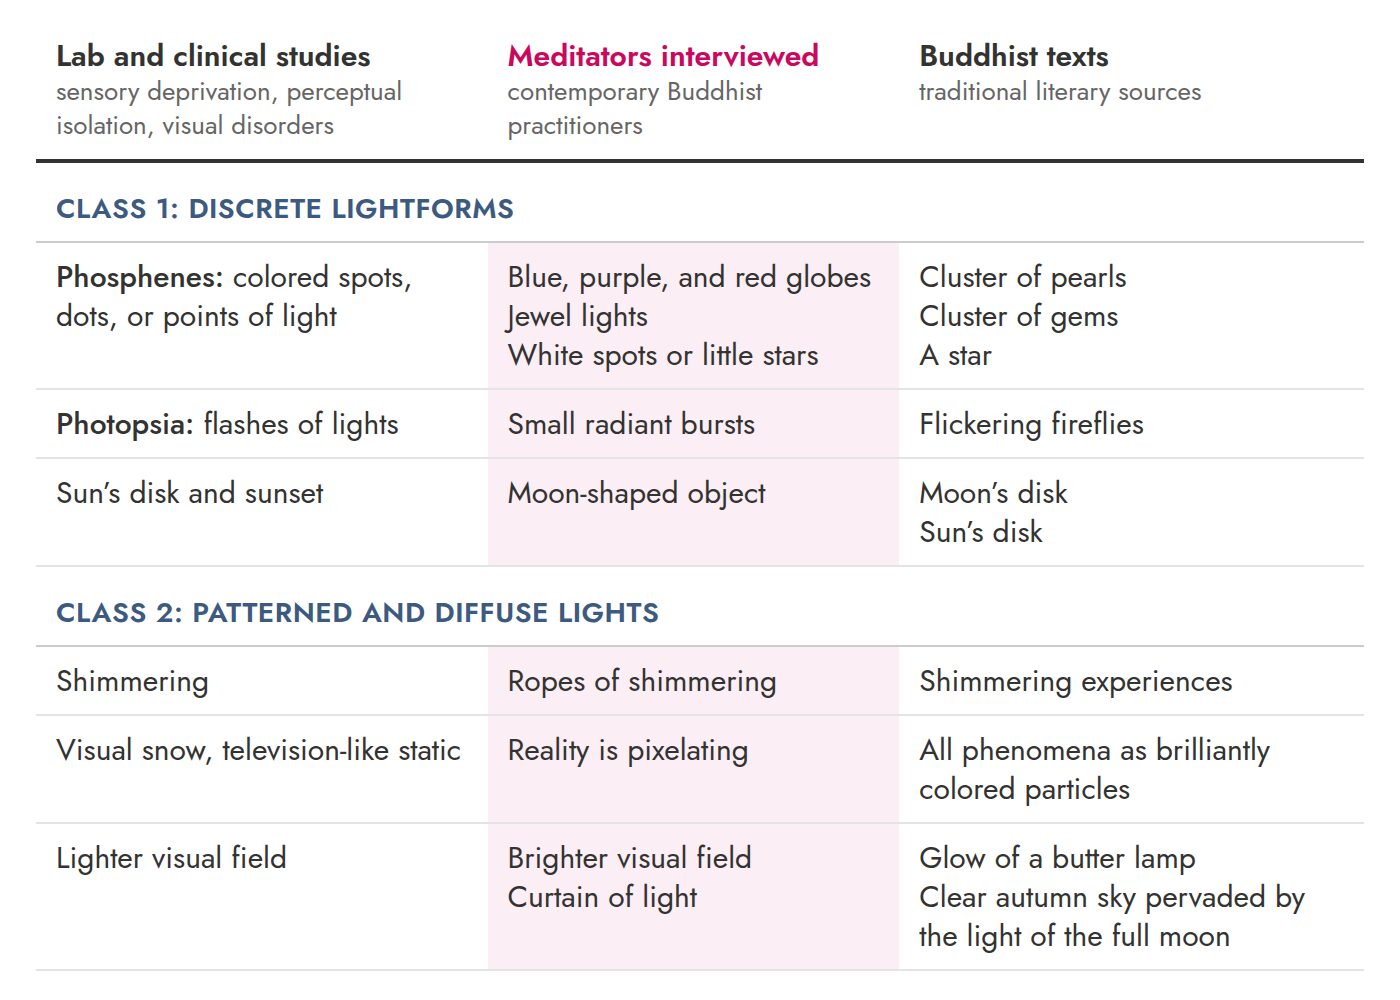 Lab and clinical studies
sensory deprivation, perceptual
isolation, visual disorders
Meditators interviewed
contemporary Buddhist
practitioners
Buddhist texts
traditional literary sources
CLASS 1: DISCRETE LIGHTFORMS
Phosphenes: colored spots,
dots, or points of light
Blue, purple, and red globes
Jewel lights
White spots or little stars
Cluster of pearls
Cluster of gems
A star
Photopsia: flashes of lights
Small radiant bursts
Flickering fireflies
Sun’s disk and sunset
Moon-shaped object
Moon’s disk
Sun’s disk
CLASS 2: PATTERNED AND DIFFUSE LIGHTS
Shimmering
Ropes of shimmering
Shimmering experiences
Visual snow, television-like static
Reality is pixelating
All phenomena as brilliantly
colored particles
Lighter visual field
Brighter visual field
Curtain of light
Glow of a butter lamp
Clear autumn sky pervaded by
the light of the full moon